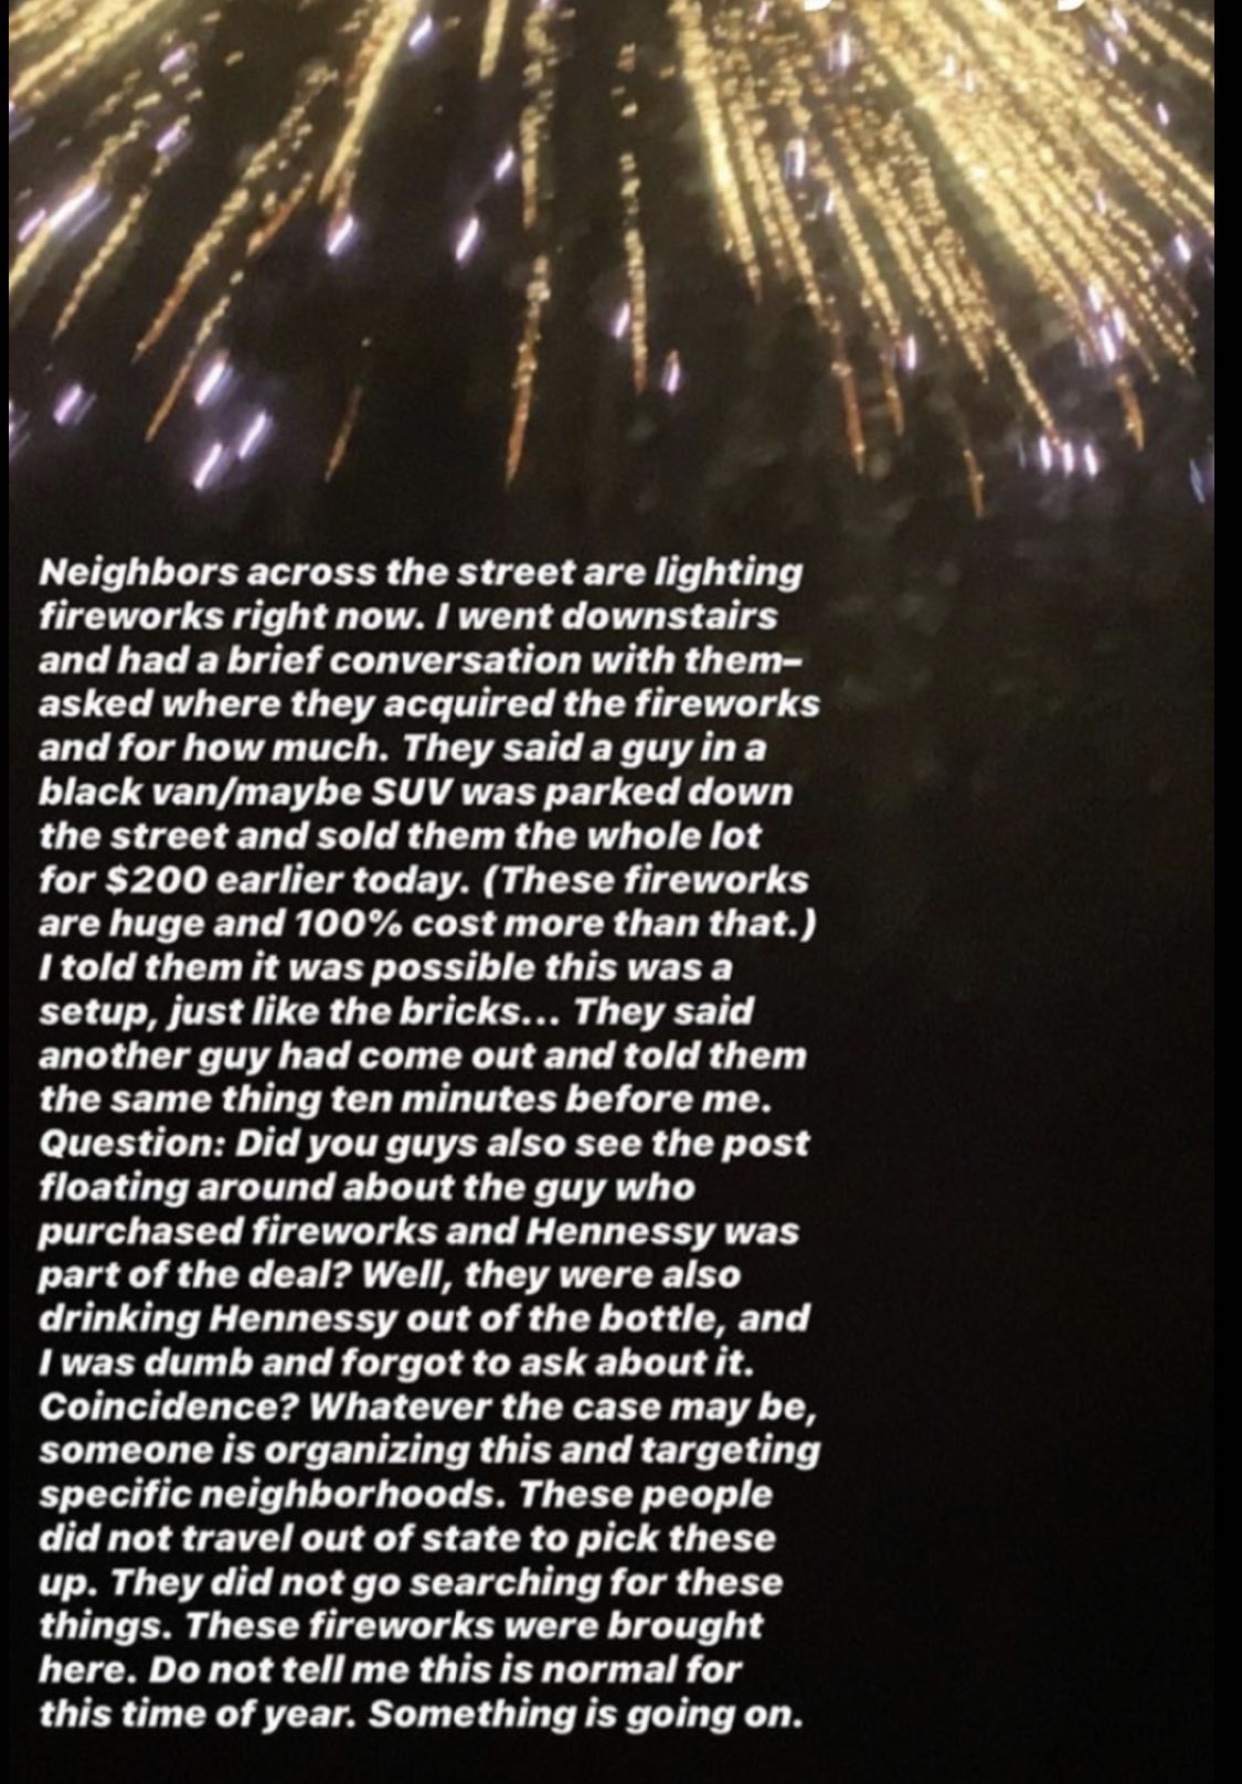 Neighbors across the street are lighting
fireworks right now. I went downstairs
and had a brief conversation with them–
asked where they acquired the fireworks
and for how much. They said a guy in a
black van/maybe SUV was parked down
the street and sold them the whole lot
for $200 earlier today. (These fireworks
are huge and 100% cost more than that.)
I told them it was possible this was a
setup, just like the bricks... They said
another guy had come out and told them
the same thing ten minutes before me.
Question: Did you guys also see the post
floating around about the guy who
purchased fireworks and Hennessy was
part of the deal? Well, they were also
drinking Hennessy out of the bottle, and
I was dumb and forgot to ask about it.
Coincidence? Whatever the case may be,
someone is organizing this and targeting
specific neighborhoods. These people
did not travel out of state to pick these
up. They did not go searching for these
things. These fireworks were brought
here. Do not tell me this is normal for
this time of year. Something is going on.